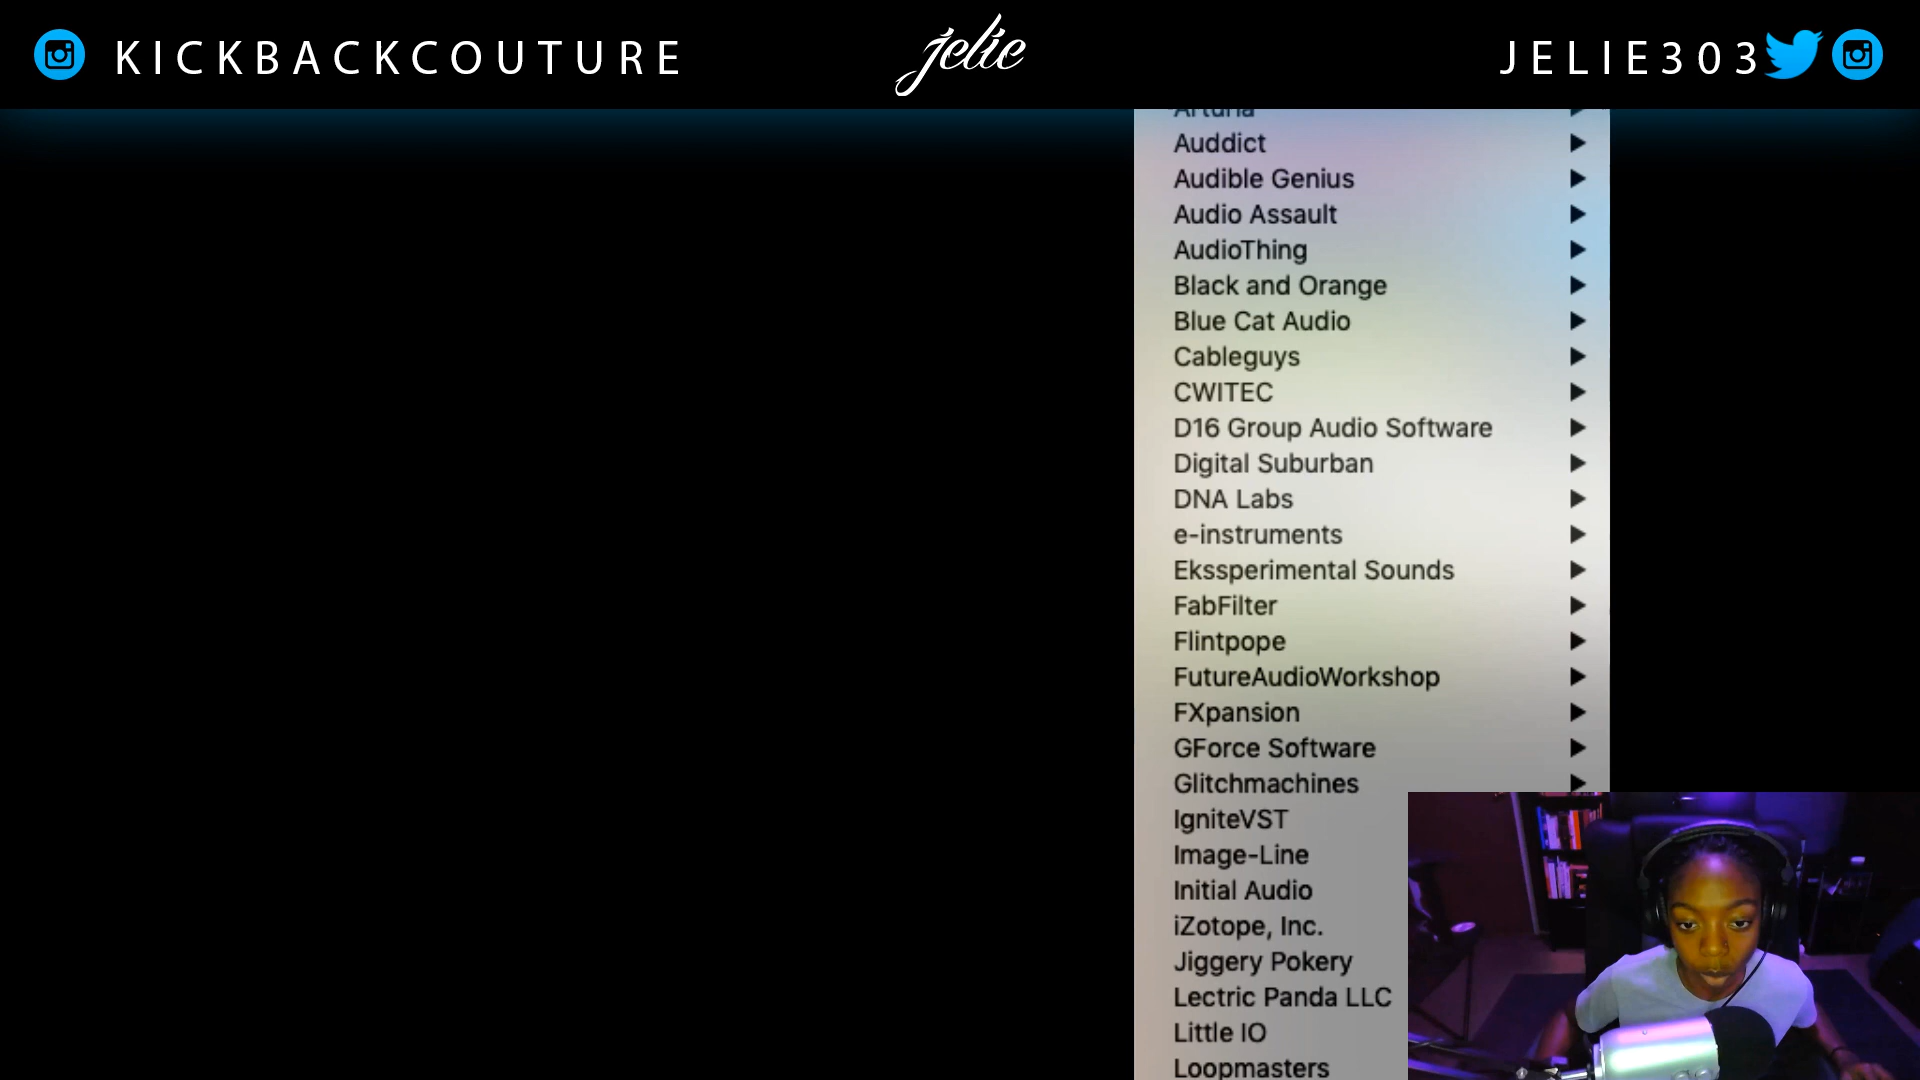 KICKBACKCOUTURE
jelie
JELIE303
Arturia
Auddict
Audible Genius
Audio Assault
AudioThing
Black and Orange
Blue Cat Audio
Cableguys
CWITEC
D16 Group Audio Software
Digital Suburban
DNA Labs
e-instruments
Ekssperimental Sounds
FabFilter
Flintpope
FutureAudioWorkshop
FXpansion
GForce Software
Glitchmachines
IgniteVST
Image-Line
Initial Audio
iZotope, Inc.
Jiggery Pokery
Lectric Panda LLC
Little IO
Loopmasters